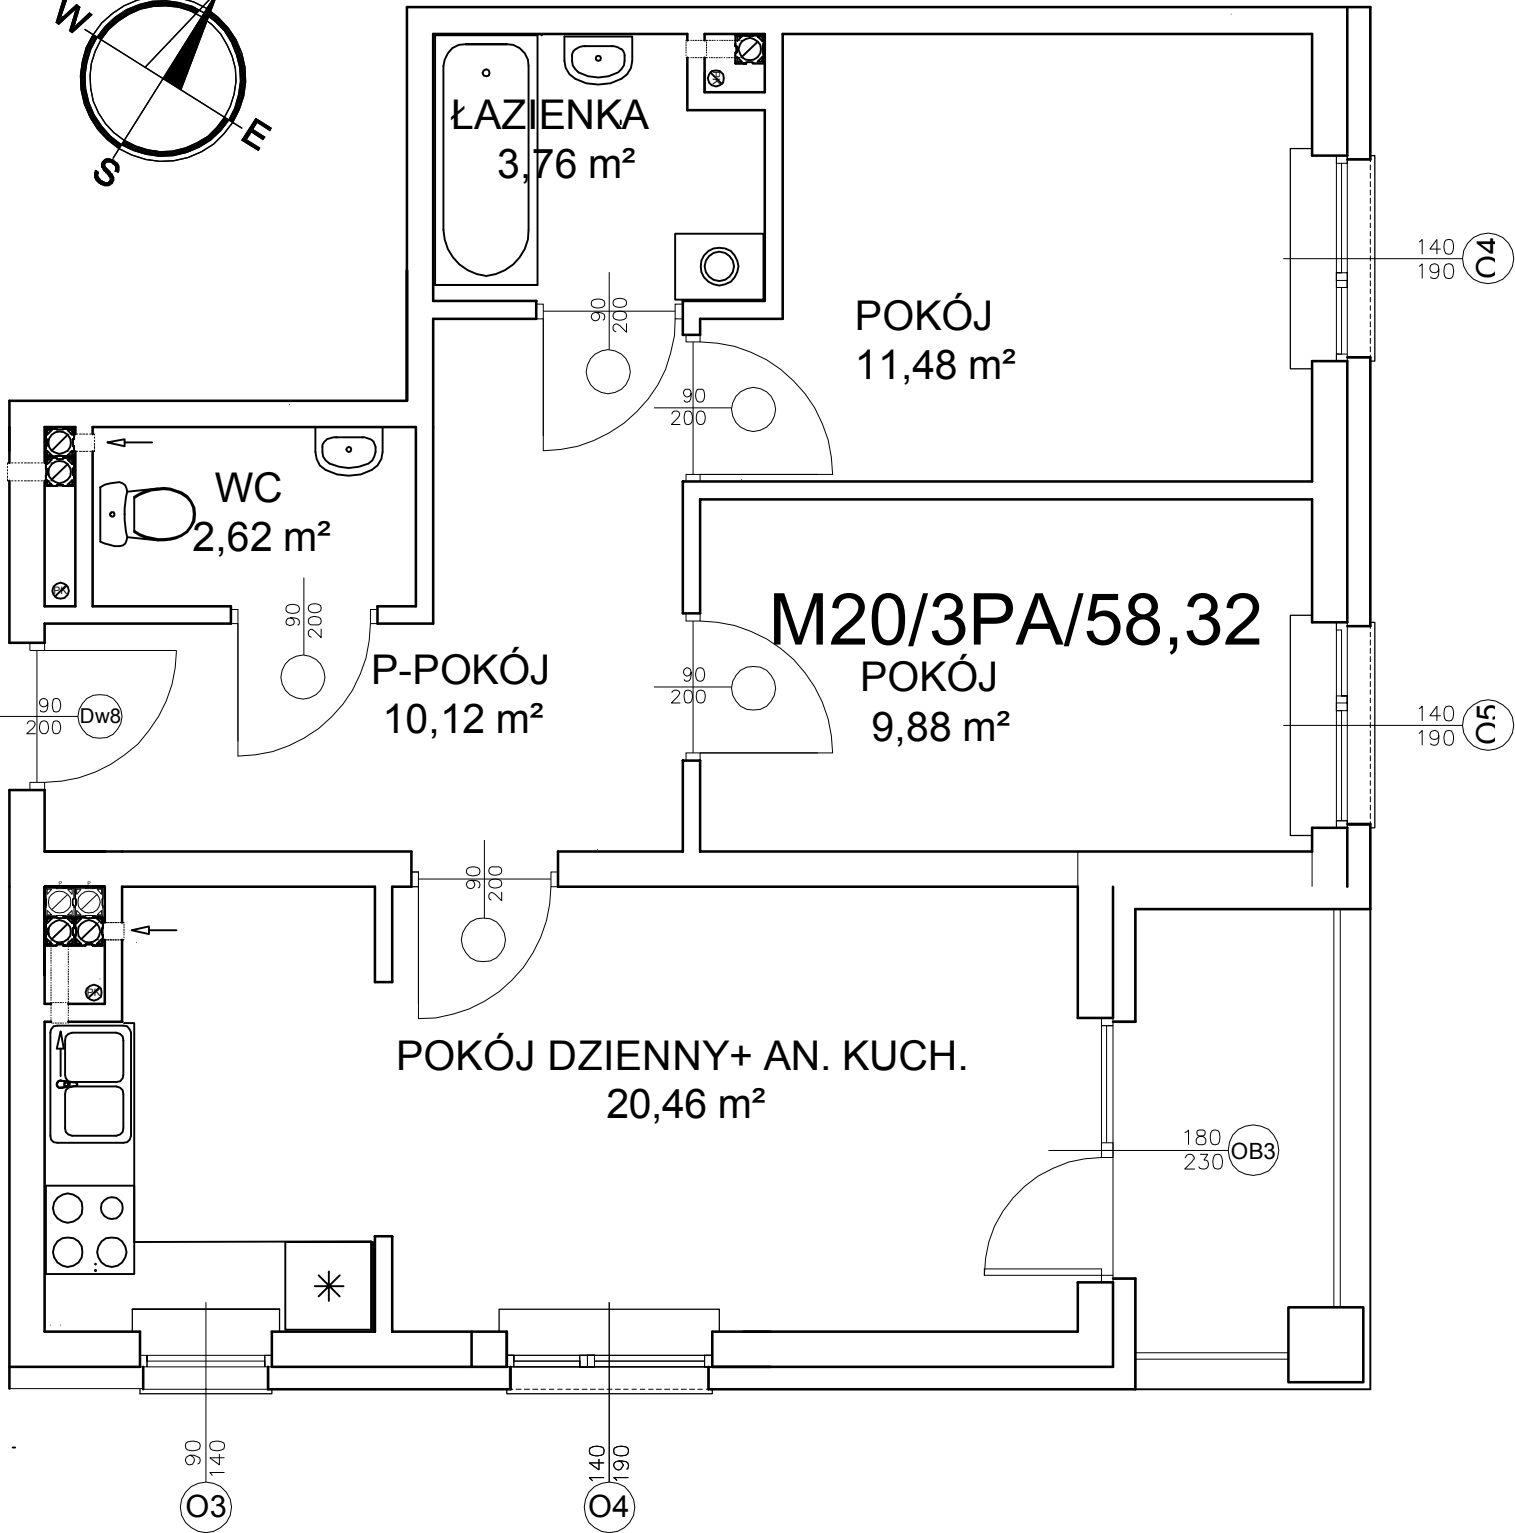 W
E
S
ŁAZIENKA
3,76 m²
90
200
POKÓJ
11,48 m²
140
190
O4
90
200
WC
2,62 m²
PK
90
200
M20/3PA/58,32
P-POKÓJ
10,12 m²
90
200
POKÓJ
9,88 m²
90
200
Dw8
140
190
O5
90
200
P P
PK
POKÓJ DZIENNY+ AN. KUCH.
20,46 m²
180
230
OB3
90
140
O3
140
190
O4